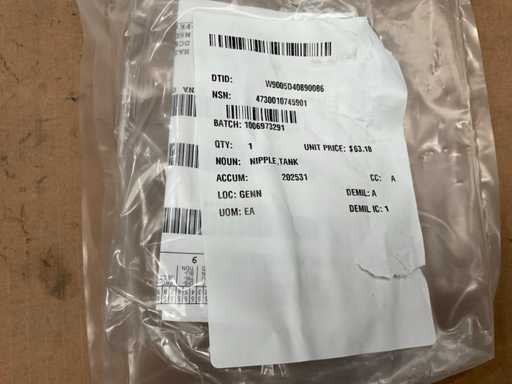 DTID: W9005D40890086
NSN: 4730010745901
BATCH: 1006973291
QTY: 1 UNIT PRICE: $ 63.18
NOUN: NIPPLE,TANK
ACCUM: 202531 CC: A
LOC: GENN DEMIL: A
UOM: EA DEMIL IC: 1